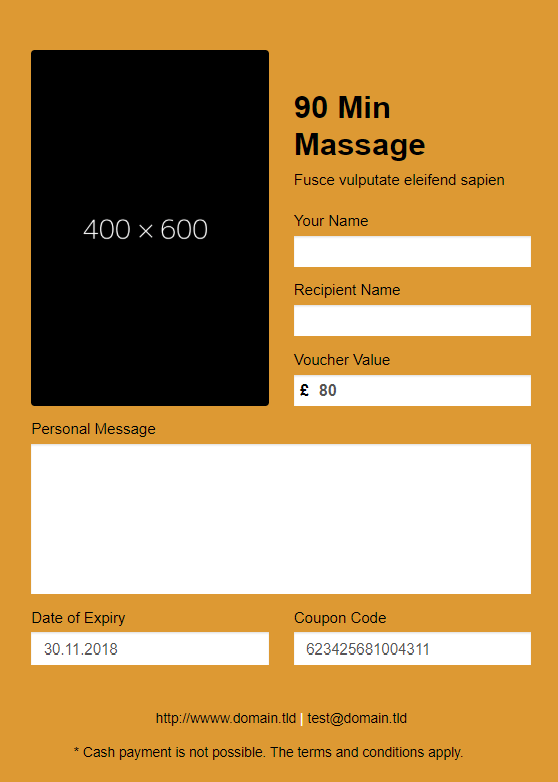 400 × 600
90 Min
Massage
Fusce vulputate eleifend sapien
Your Name
Recipient Name
Voucher Value
£ 80
Personal Message
Date of Expiry
Coupon Code
30.11.2018
623425681004311
http://wwww.domain.tld | test@domain.tld
* Cash payment is not possible. The terms and conditions apply.